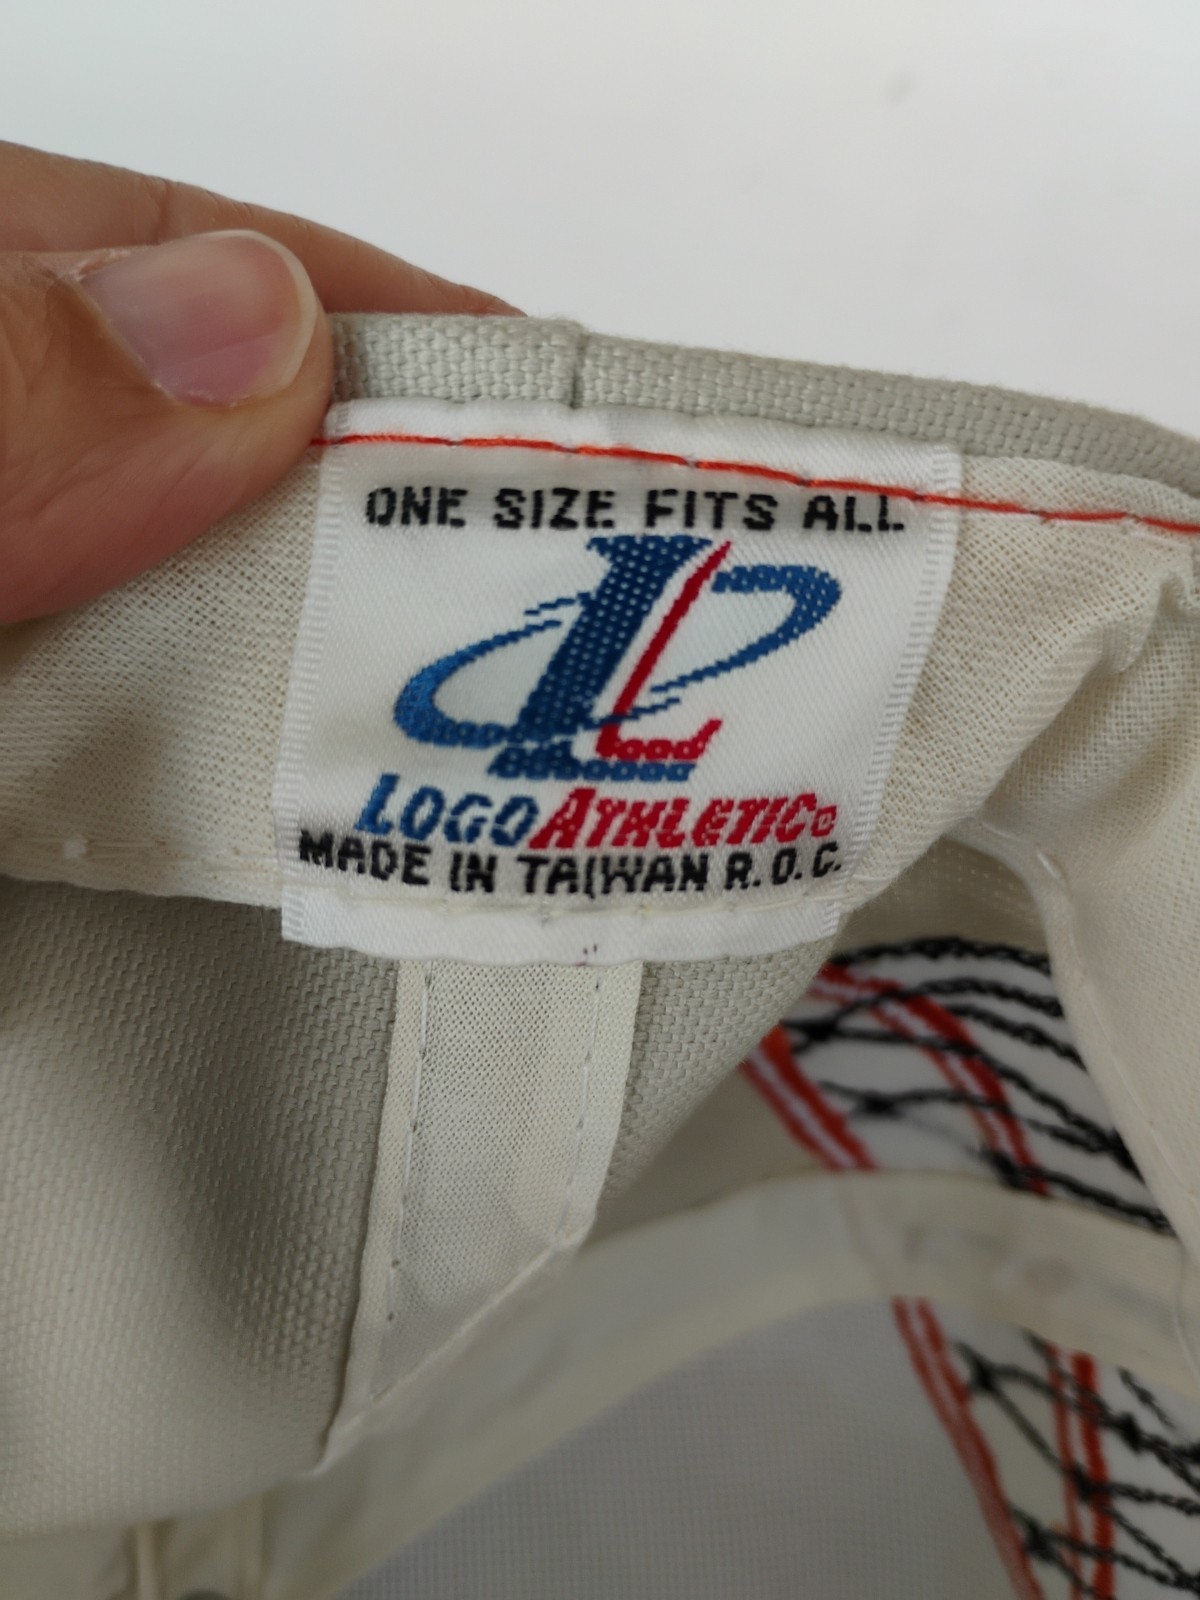 ONE SIZE FITS ALL
L
LOGO ATHLETIC®
MADE IN TAIWAN R.O.C.